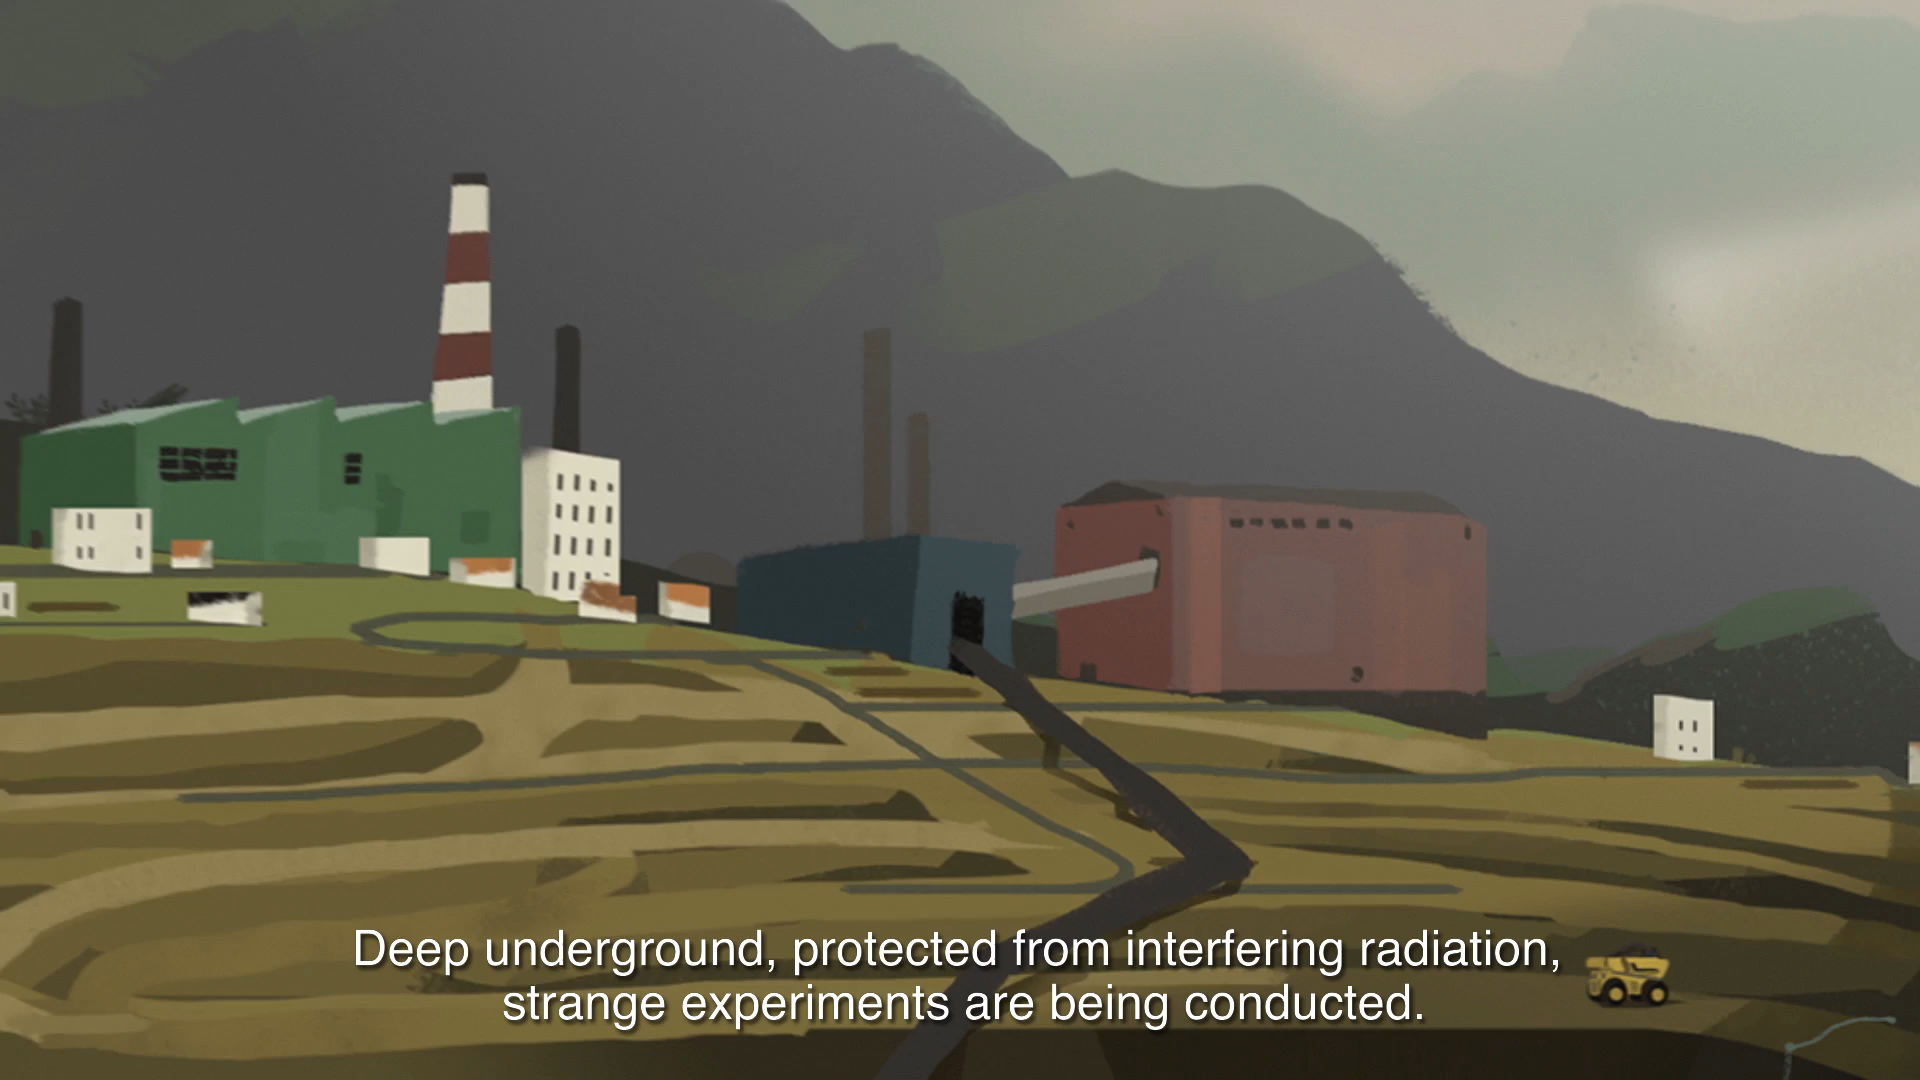 Deep underground, protected from interfering radiation,
strange experiments are being conducted.